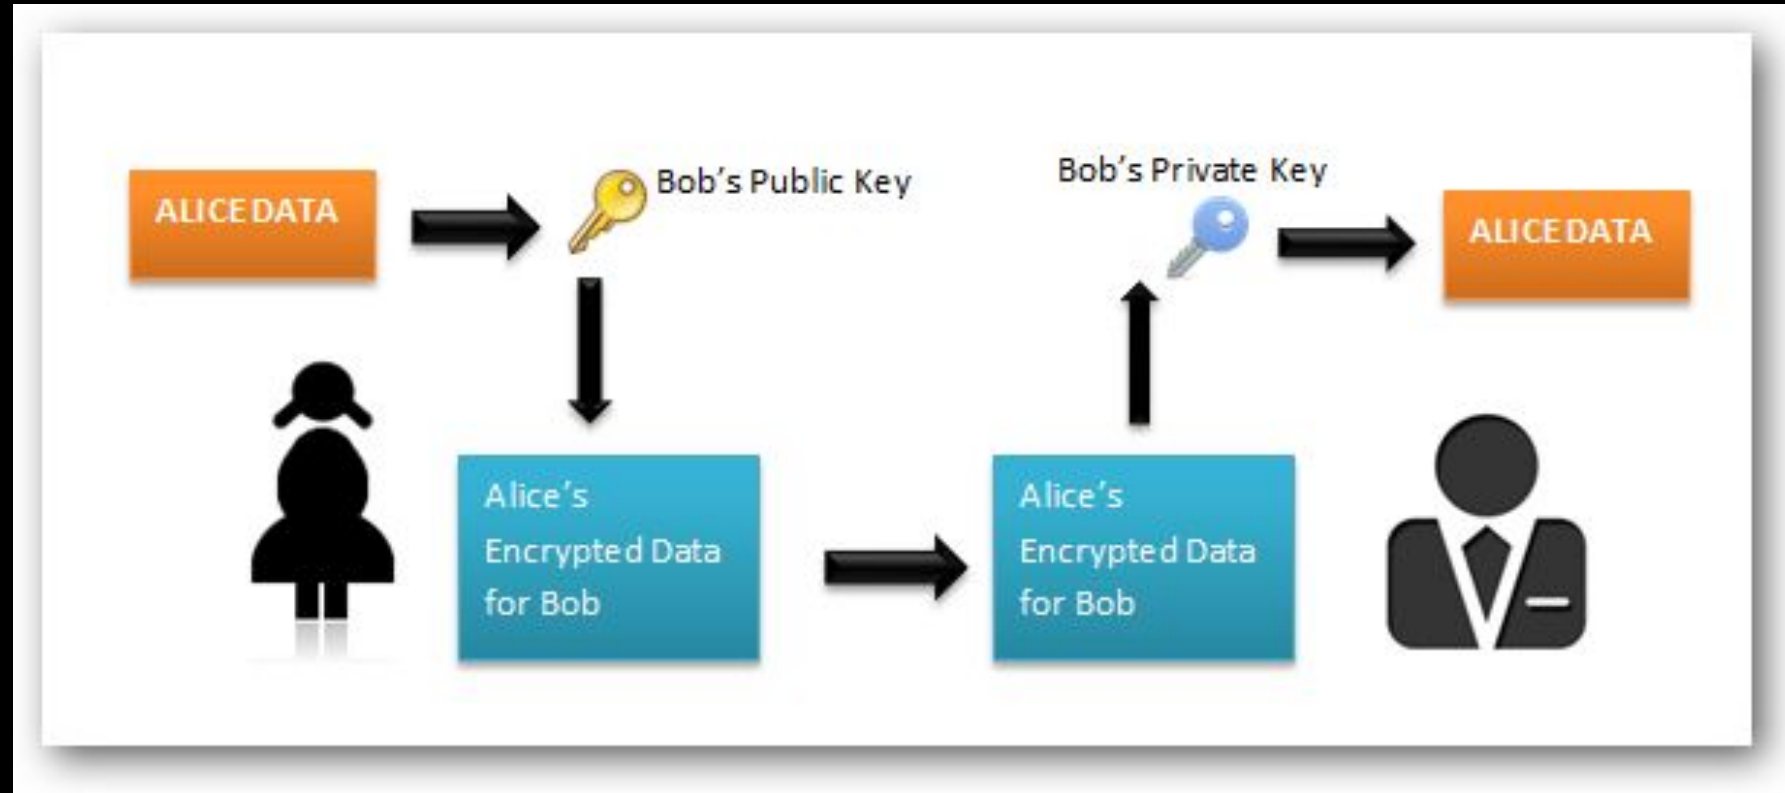 ALICE DATA
Bob's Public Key
Bob's Private Key
ALICE DATA
Alice's
Encrypted Data
for Bob
Alice's
Encrypted Data
for Bob